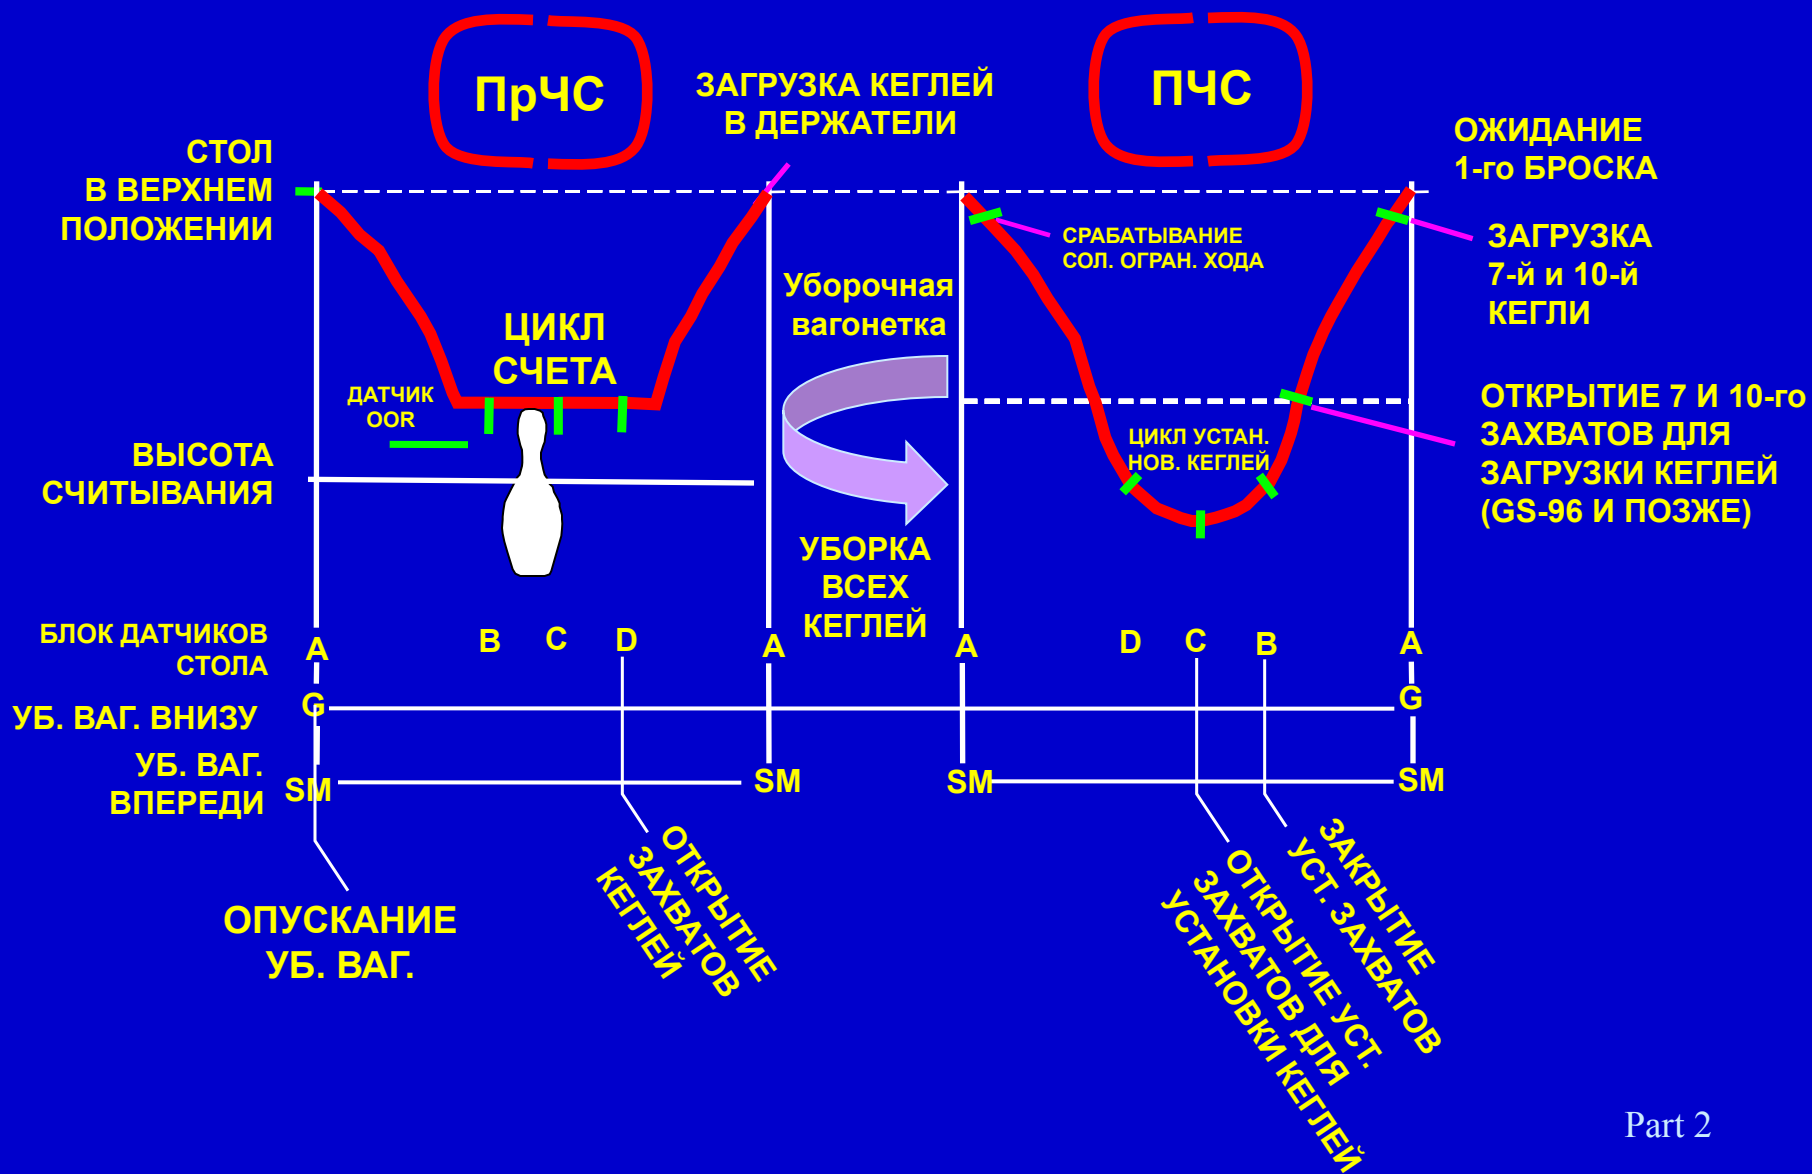 ПрЧС
ЗАГРУЗКА КЕГЛЕЙ
В ДЕРЖАТЕЛИ
ПЧС
СТОЛ
В ВЕРХНЕМ
ПОЛОЖЕНИИ
ОЖИДАНИЕ
1-го БРОСКА
СРАБАТЫВАНИЕ
СОЛ. ОГРАН. ХОДА
ЗАГРУЗКА
7-й и 10-й
КЕГЛИ
Уборочная
вагонетка
ЦИКЛ
СЧЕТА
ДАТЧИК
OOR
ОТКРЫТИЕ 7 И 10-го
ЗАХВАТОВ ДЛЯ
ЗАГРУЗКИ КЕГЛЕЙ
(GS-96 И ПОЗЖЕ)
ВЫСОТА
СЧИТЫВАНИЯ
ЦИКЛ УСТАН.
НОВ. КЕГЛЕЙ
УБОРКА
ВСЕХ
КЕГЛЕЙ
БЛОК ДАТЧИКОВ
СТОЛА
A B C D A A D C B A
УБ. ВАГ. ВНИЗУ
G G
УБ. ВАГ.
ВПЕРЕДИ
SM SM SM SM
ОПУСКАНИЕ
УБ. ВАГ.
ОТКРЫТИЕ
ЗАХВАТОВ
КЕГЛЕЙ
ОТКРЫТИЕ УСТ.
ЗАХВАТОВ ДЛЯ
УСТАНОВКИ КЕГЛЕЙ
ЗАКРЫТИЕ
УСТ. ЗАХВАТОВ
Part 2